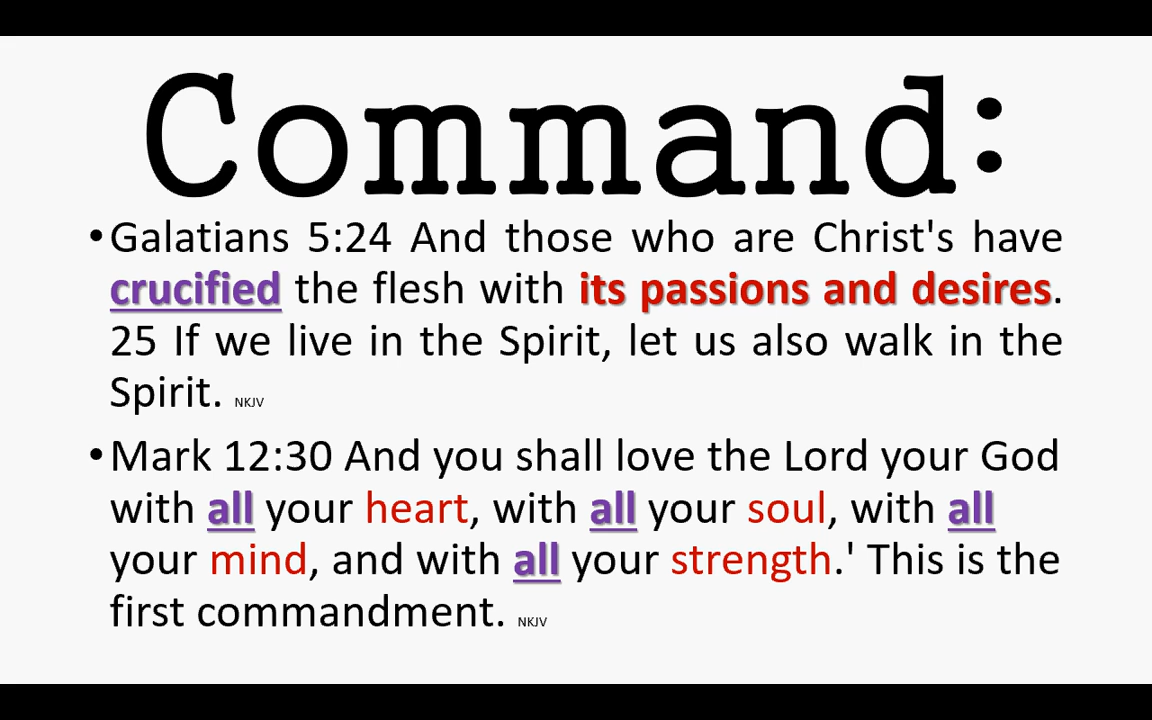 Command:
•Galatians 5:24 And those who are Christ's have
crucified the flesh with its passions and desires.
25 If we live in the Spirit, let us also walk in the
Spirit. NKJV
•Mark 12:30 And you shall love the Lord your God
with all your heart, with all your soul, with all
your mind, and with all your strength.' This is the
first commandment. NKJV